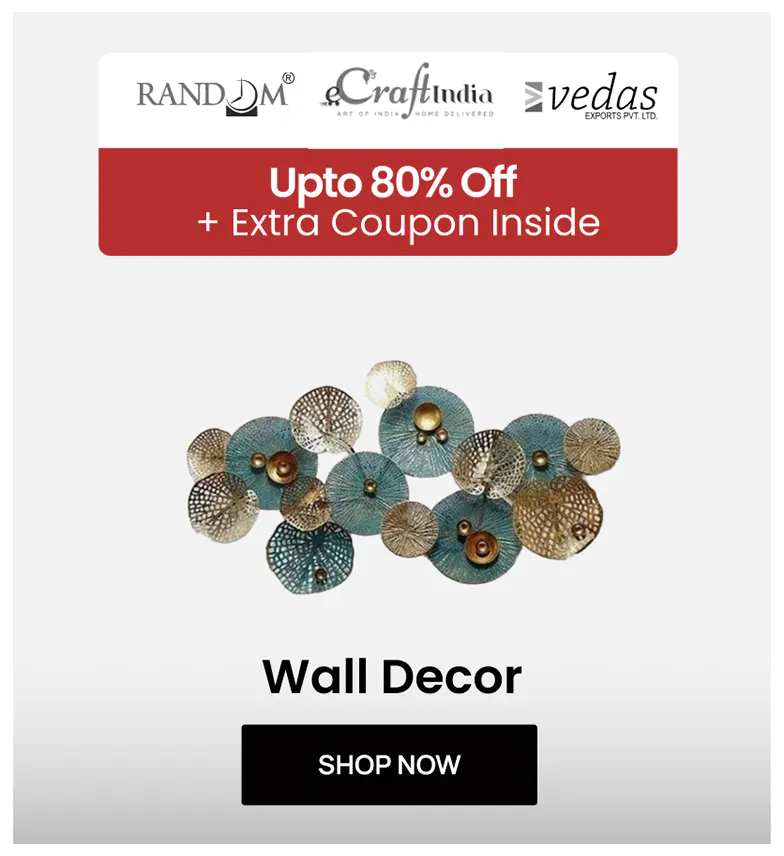 RANDOM® eCraftIndia vedas
ART OF INDIA HOME DELIVERED EXPORTS PVT. LTD.
Upto 80% Off
+ Extra Coupon Inside
Wall Decor
SHOP NOW